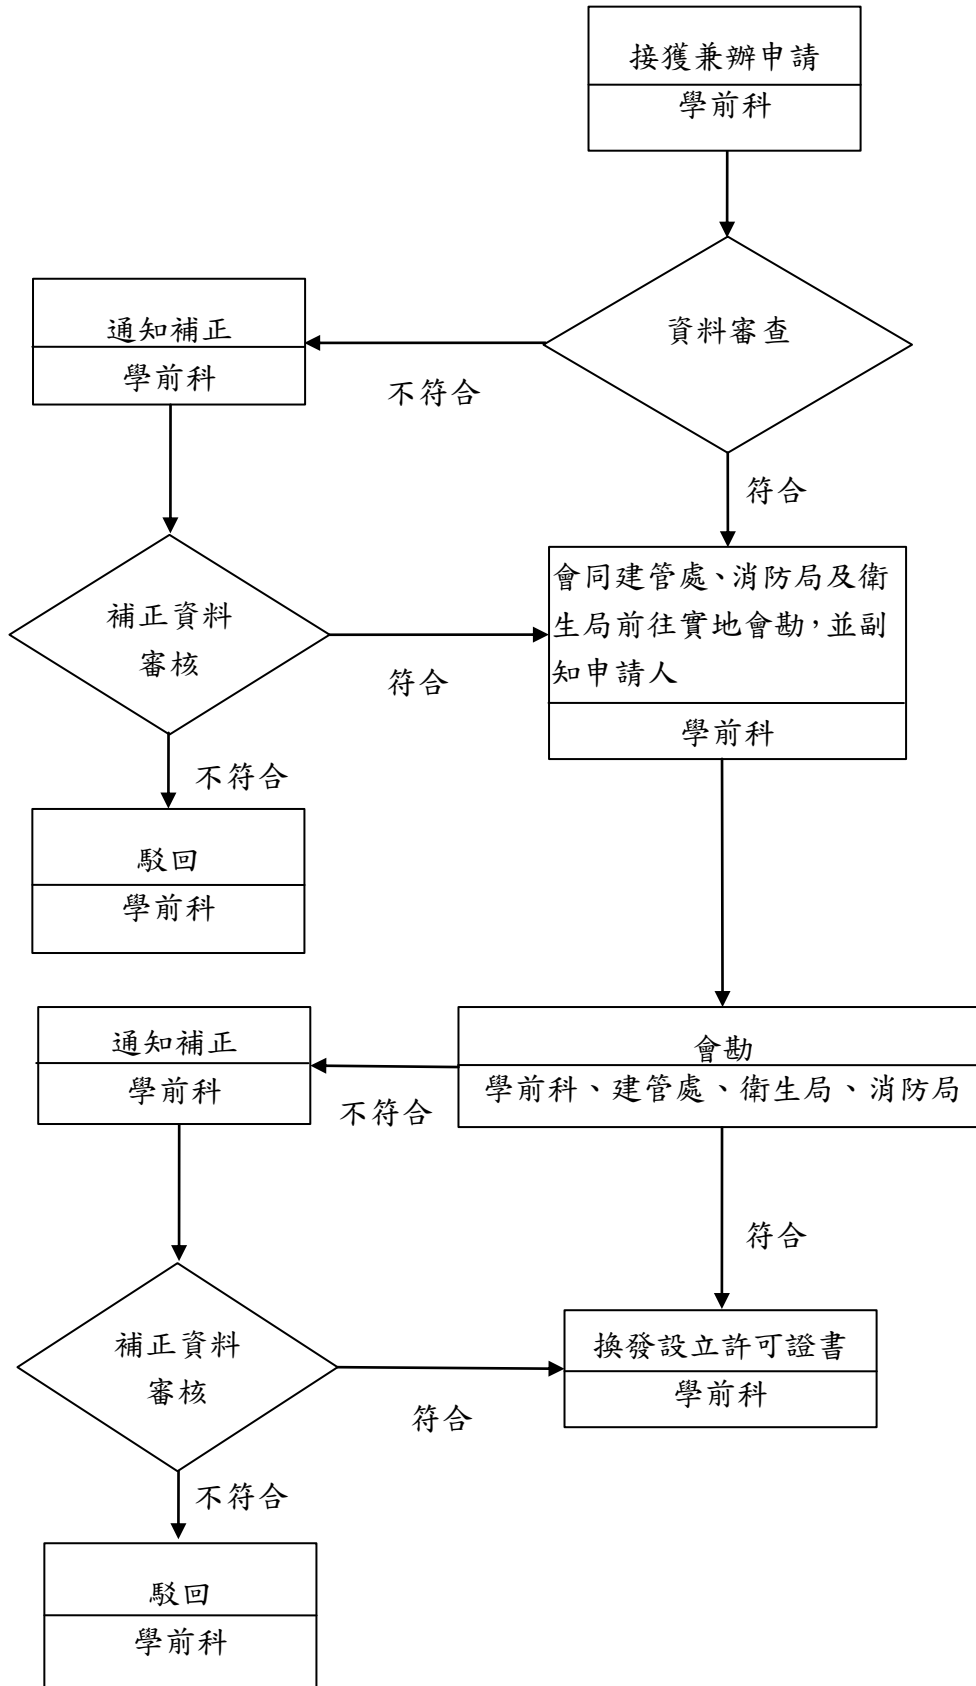 接獲兼辦申請
學前科
資料審查
通知補正
學前科
不符合
符合
補正資料
審核
符合
會同建管處、消防局及衛
生局前往實地會勘，並副
知申請人
學前科
不符合
駁回
學前科
通知補正
學前科
不符合
會勘
學前科、建管處、衛生局、消防局
符合
補正資料
審核
符合
換發設立許可證書
學前科
不符合
駁回
學前科